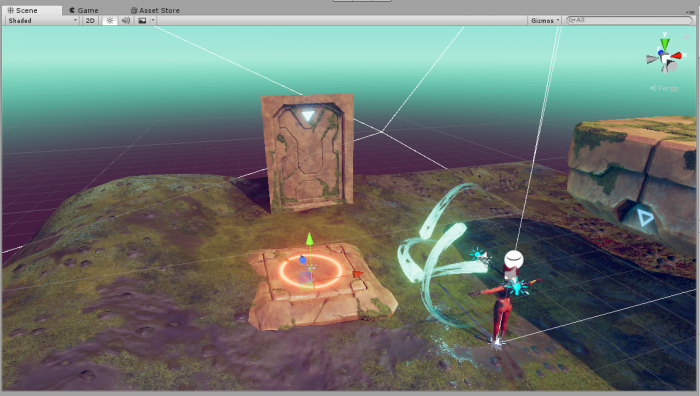 Scene Game Asset Store
Shaded 2D Gizmos All
y
Persp